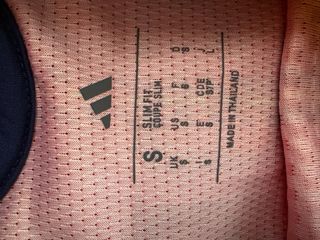 S SLIM FIT
COUPE SLIM
UK US F D
S S S S
I E J
S S L
MADE IN THAILAND